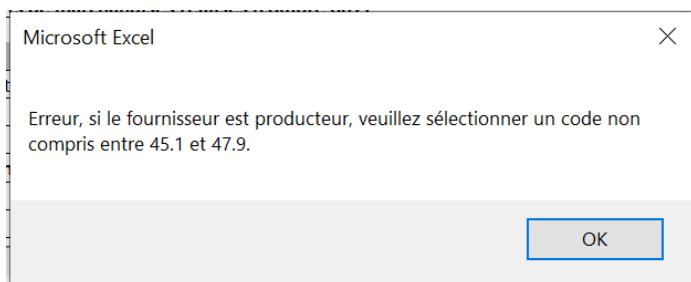 Microsoft Excel
Erreur, si le fournisseur est producteur, veuillez sélectionner un code non
compris entre 45.1 et 47.9.
OK